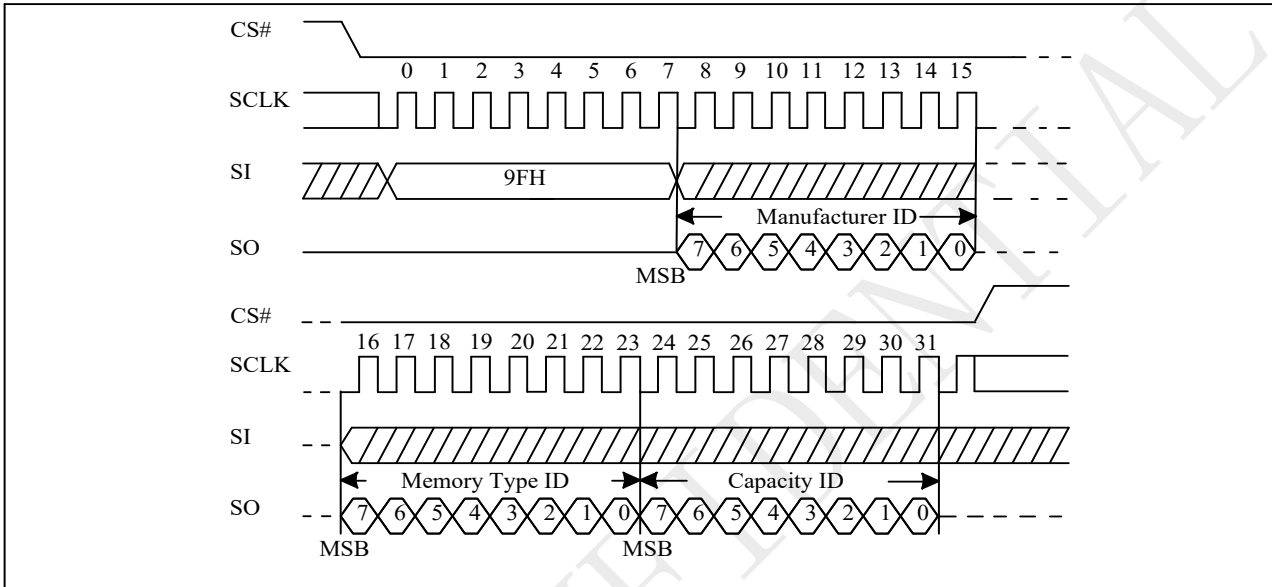 CS#
0 1 2 3 4 5 6 7 8 9 10 11 12 13 14 15
SCLK
SI
9FH
Manufacturer ID
SO
7 6 5 4 3 2 1 0
MSB
CS#
16 17 18 19 20 21 22 23 24 25 26 27 28 29 30 31
SCLK
SI
Memory Type ID Capacity ID
SO
7 6 5 4 3 2 1 0 7 6 5 4 3 2 1 0
MSB MSB